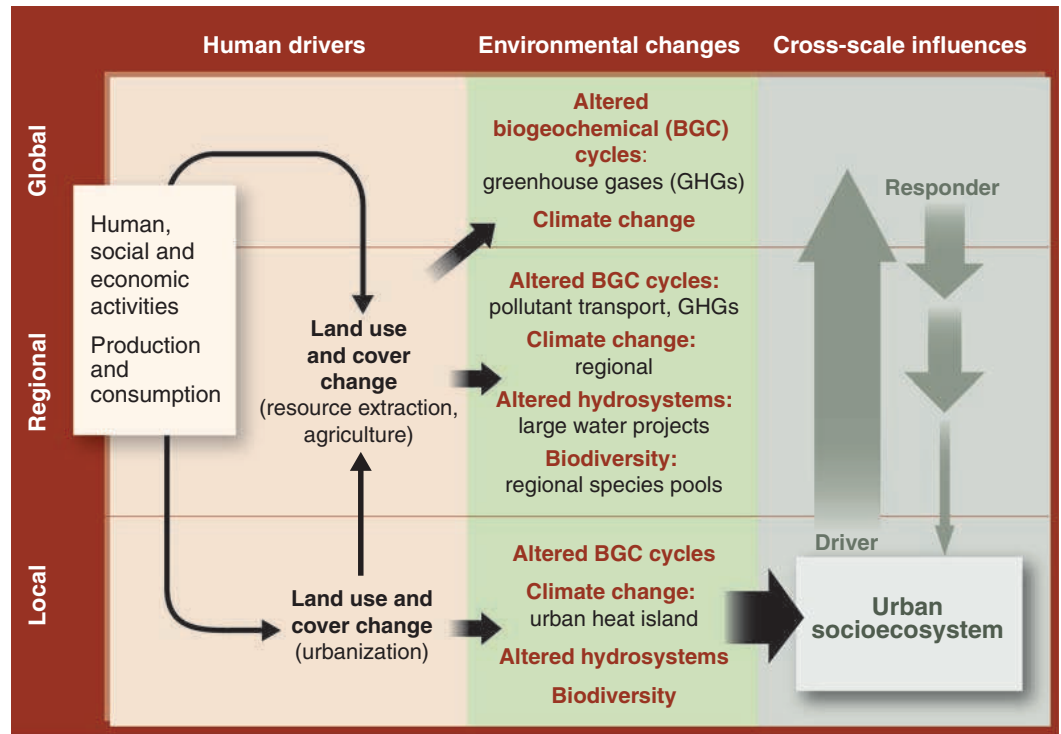 Human drivers
Environmental changes
Cross-scale influences
Global
Regional
Local
Human,
social and
economic
activities
Production
and
consumption
Land use
and cover
change
(resource extraction,
agriculture)
Land use and
cover change
(urbanization)
Altered
biogeochemical (BGC)
cycles:
greenhouse gases (GHGs)
Climate change
Altered BGC cycles:
pollutant transport, GHGs
Climate change:
regional
Altered hydrosystems:
large water projects
Biodiversity:
regional species pools
Altered BGC cycles
Climate change:
urban heat island
Altered hydrosystems
Biodiversity
Responder
Driver
Urban
socioecosystem